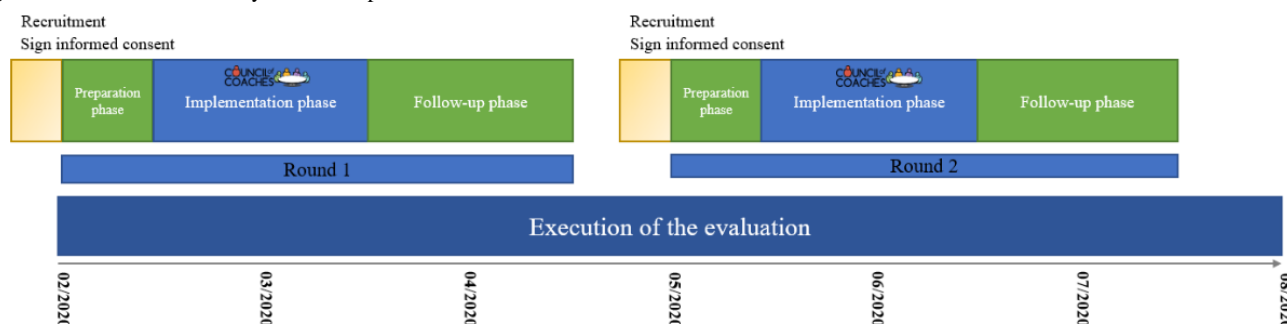 Recruitment
Sign informed consent
Preparation
phase
COUNCIL of
COACHES
Implementation phase
Follow-up phase
Round 1
Recruitment
Sign informed consent
Preparation
phase
COUNCIL of
COACHES
Implementation phase
Follow-up phase
Round 2
Execution of the evaluation
02/2020
03/2020
04/2020
05/2020
06/2020
07/2020
08/2020